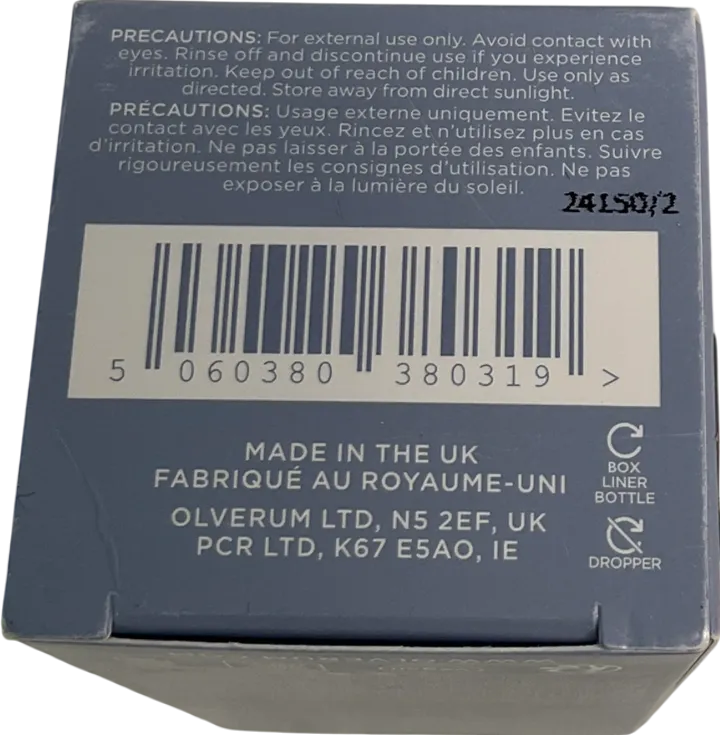 PRECAUTIONS: For external use only. Avoid contact with
eyes. Rinse off and discontinue use if you experience
irritation. Keep out of reach of children. Use only as
directed. Store away from direct sunlight.
PRÉCAUTIONS: Usage externe uniquement. Evitez le
contact avec les yeux. Rincez et n'utilisez plus en cas
d'irritation. Ne pas laisser à la portée des enfants. Suivre
rigoureusement les consignes d'utilisation. Ne pas
exposer à la lumière du soleil.
24150/2
5 060380 380319 >
MADE IN THE UK
FABRIQUÉ AU ROYAUME-UNI
OLVERUM LTD, N5 2EF, UK
PCR LTD, K67 E5A0, IE
BOX
LINER
BOTTLE
DROPPER